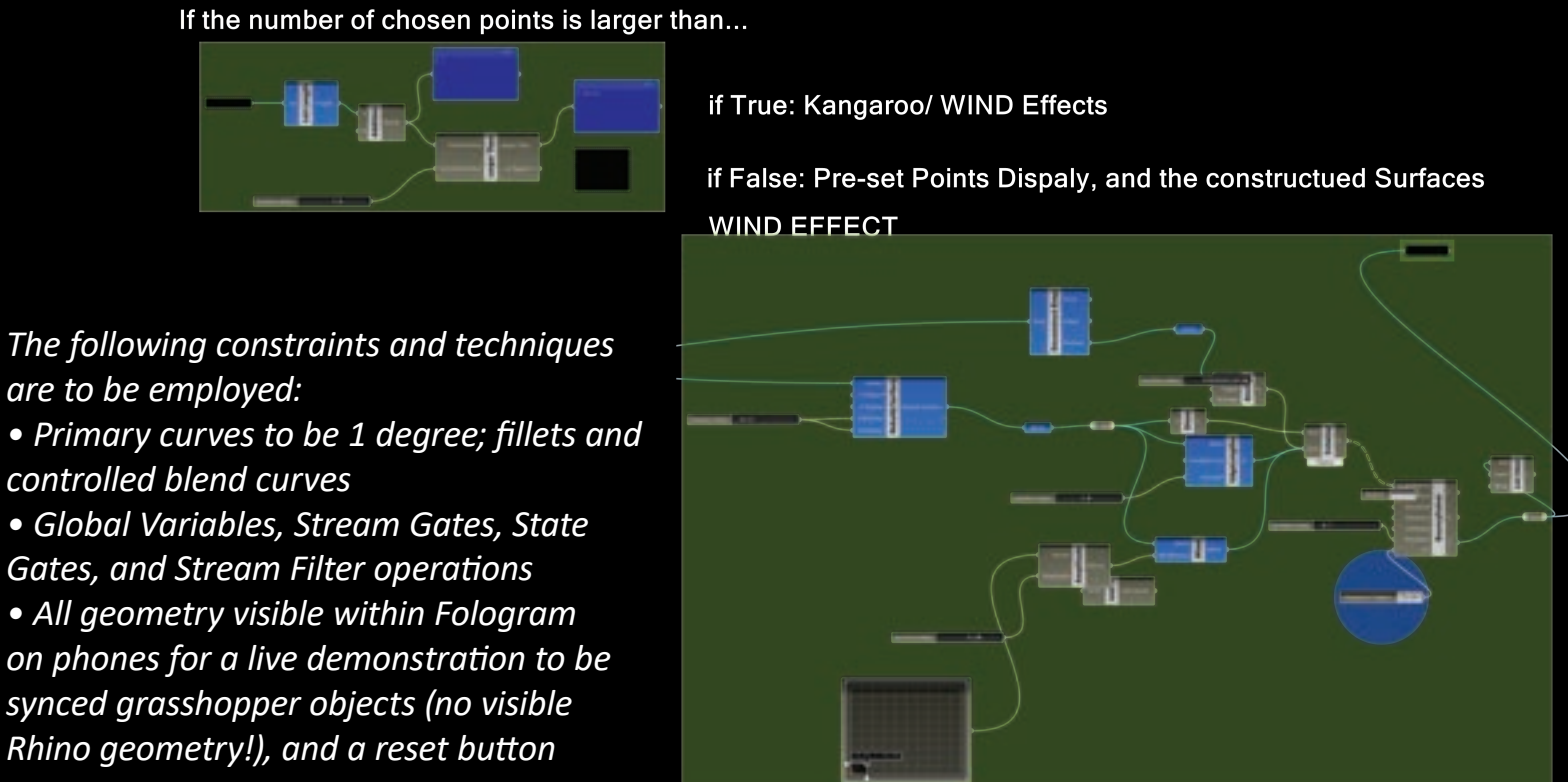 If the number of chosen points is larger than...
if True: Kangaroo/ WIND Effects
if False: Pre-set Points Dispaly, and the constructued Surfaces
WIND EFFECT
The following constraints and techniques
are to be employed:
• Primary curves to be 1 degree; fillets and
controlled blend curves
• Global Variables, Stream Gates, State
Gates, and Stream Filter operations
• All geometry visible within Fologram
on phones for a live demonstration to be
synced grasshopper objects (no visible
Rhino geometry!), and a reset button